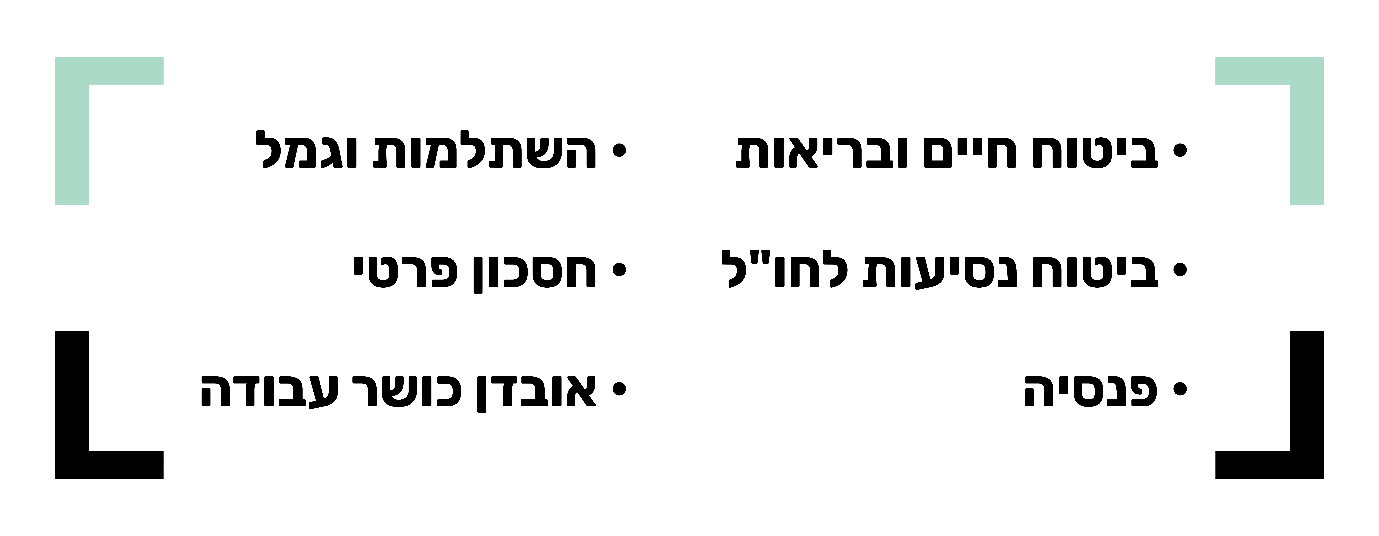 • ביטוח חיים ובריאות
• ביטוח נסיעות לחו"ל
• פנסיה
• השתלמות וגמל
• חסכון פרטי
• אובדן כושר עבודה